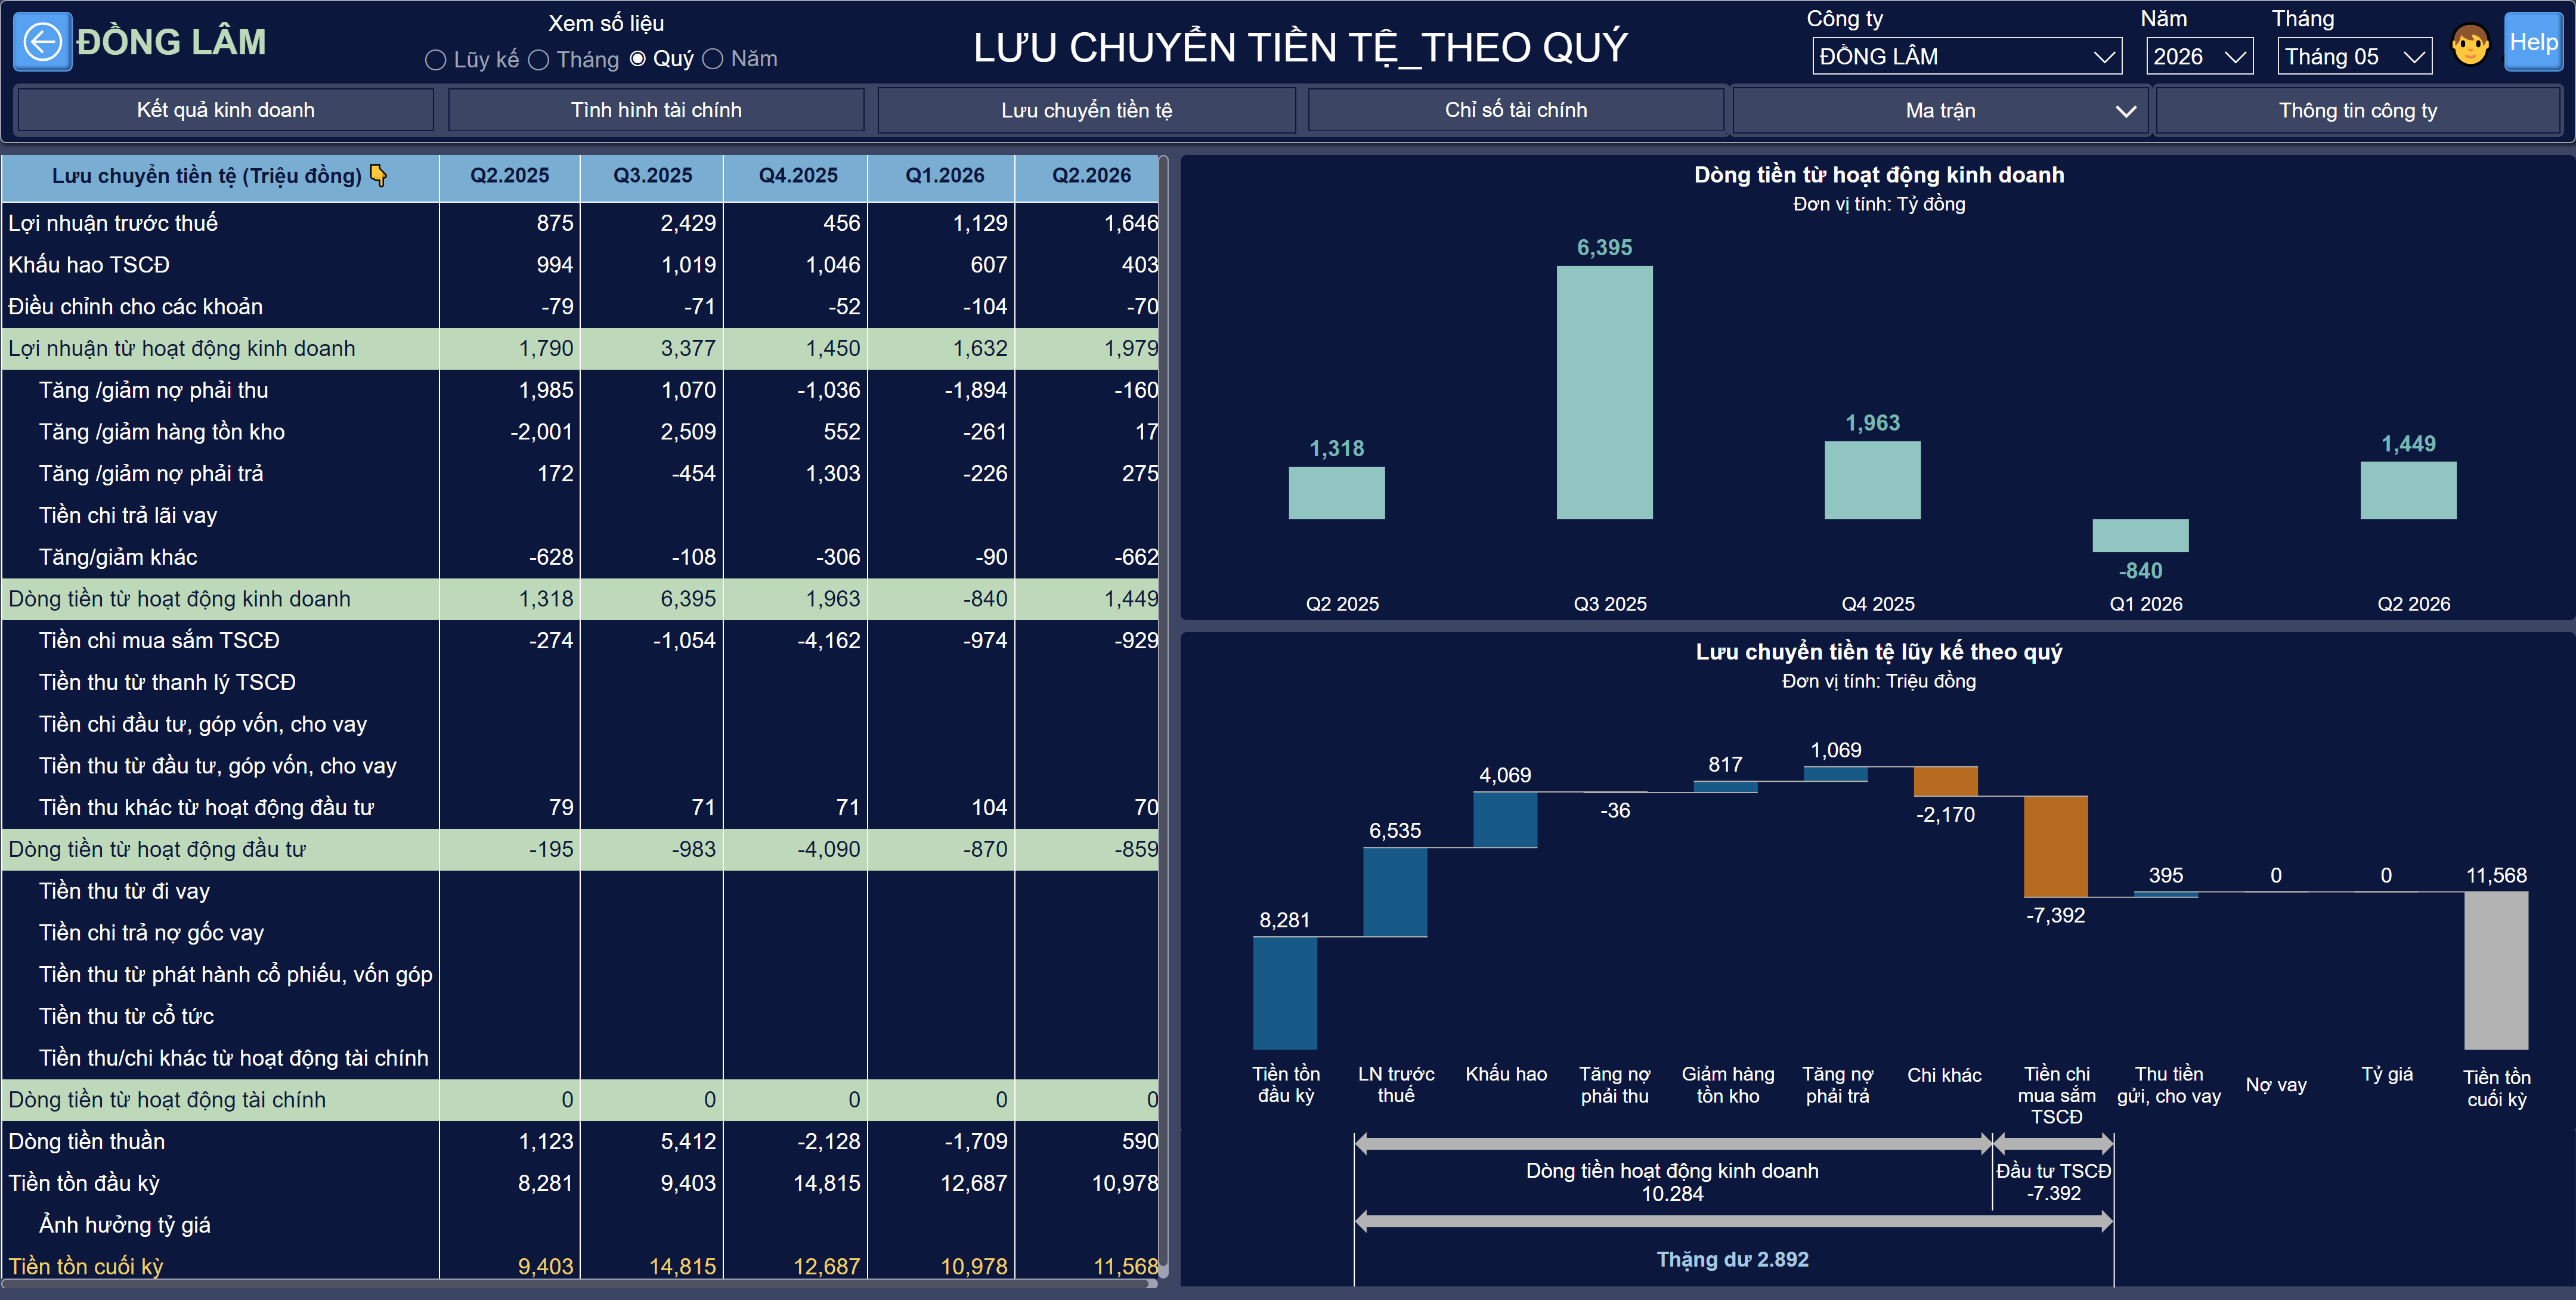 ĐỒNG LÂM
Xem số liệu
Lũy kế Tháng Quý Năm
LƯU CHUYỂN TIỀN TỆ_THEO QUÝ
Công ty Năm Tháng
ĐỒNG LÂM 2026 Tháng 05 Help
Kết quả kinh doanh Tình hình tài chính Lưu chuyển tiền tệ Chỉ số tài chính Ma trận Thông tin công ty
Lưu chuyển tiền tệ (Triệu đồng) Q2.2025 Q3.2025 Q4.2025 Q1.2026 Q2.2026
Lợi nhuận trước thuế 875 2,429 456 1,129 1,646
Khấu hao TSCĐ 994 1,019 1,046 607 403
Điều chỉnh cho các khoản -79 -71 -52 -104 -70
Lợi nhuận từ hoạt động kinh doanh 1,790 3,377 1,450 1,632 1,979
Tăng /giảm nợ phải thu 1,985 1,070 -1,036 -1,894 -160
Tăng /giảm hàng tồn kho -2,001 2,509 552 -261 17
Tăng /giảm nợ phải trả 172 -454 1,303 -226 275
Tiền chi trả lãi vay
Tăng/giảm khác -628 -108 -306 -90 -662
Dòng tiền từ hoạt động kinh doanh 1,318 6,395 1,963 -840 1,449
Tiền chi mua sắm TSCĐ -274 -1,054 -4,162 -974 -929
Tiền thu từ thanh lý TSCĐ
Tiền chi đầu tư, góp vốn, cho vay
Tiền thu từ đầu tư, góp vốn, cho vay
Tiền thu khác từ hoạt động đầu tư 79 71 71 104 70
Dòng tiền từ hoạt động đầu tư -195 -983 -4,090 -870 -859
Tiền thu từ đi vay
Tiền chi trả nợ gốc vay
Tiền thu từ phát hành cổ phiếu, vốn góp
Tiền thu từ cổ tức
Tiền thu/chi khác từ hoạt động tài chính
Dòng tiền từ hoạt động tài chính 0 0 0 0 0
Dòng tiền thuần 1,123 5,412 -2,128 -1,709 590
Tiền tồn đầu kỳ 8,281 9,403 14,815 12,687 10,978
Ảnh hưởng tỷ giá
Tiền tồn cuối kỳ 9,403 14,815 12,687 10,978 11,568
Dòng tiền từ hoạt động kinh doanh
Đơn vị tính: Tỷ đồng
1,318 6,395 1,963 -840 1,449
Q2 2025 Q3 2025 Q4 2025 Q1 2026 Q2 2026
Lưu chuyển tiền tệ lũy kế theo quý
Đơn vị tính: Triệu đồng
8,281 6,535 4,069 -36 817 1,069 -2,170 -7,392 395 0 0 11,568
Tiền tồn đầu kỳ
LN trước thuế
Khấu hao
Tăng nợ phải thu
Giảm hàng tồn kho
Tăng nợ phải trả
Chi khác
Tiền chi mua sắm TSCĐ
Thu tiền gửi, cho vay
Nợ vay
Tỷ giá
Tiền tồn cuối kỳ
Dòng tiền hoạt động kinh doanh
10.284
Đầu tư TSCĐ
-7.392
Thặng dư 2.892